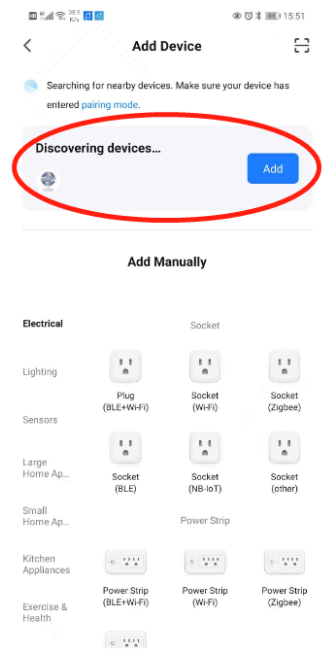 38.9
K/s
15:51
Add Device
Searching for nearby devices. Make sure your device has
entered pairing mode.
Discovering devices...
Add
Add Manually
Electrical
Socket
Lighting
Plug
(BLE+Wi-Fi)
Socket
(Wi-Fi)
Socket
(Zigbee)
Sensors
Large
Home Ap...
Socket
(BLE)
Socket
(NB-IoT)
Socket
(other)
Small
Home Ap...
Power Strip
Kitchen
Appliances
Power Strip
(BLE+Wi-Fi)
Power Strip
(Wi-Fi)
Power Strip
(Zigbee)
Exercise &
Health